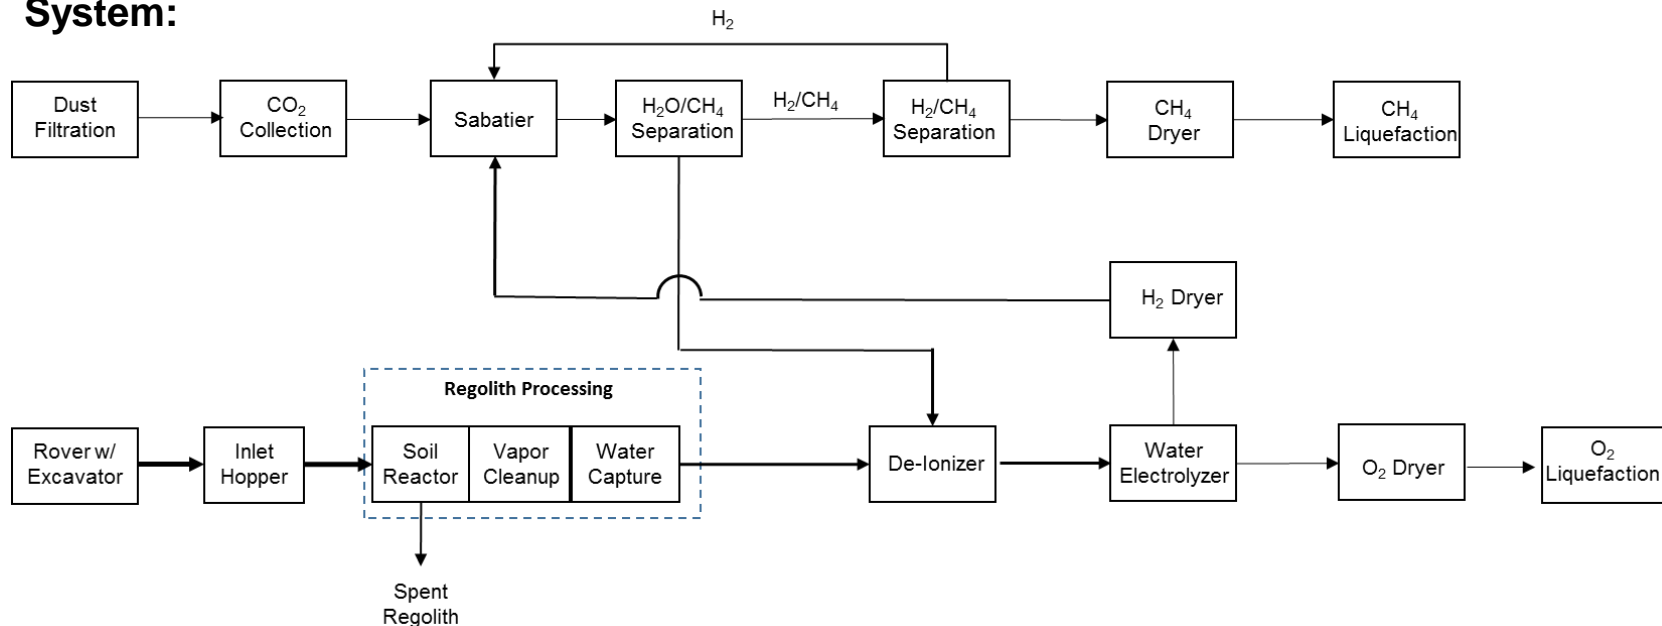 System:
H₂
Dust
Filtration
CO₂
Collection
Sabatier
H₂O/CH₄
Separation
H₂/CH₄
H₂/CH₄
Separation
CH₄
Dryer
CH₄
Liquefaction
H₂ Dryer
Regolith Processing
Rover w/
Excavator
Inlet
Hopper
Soil
Reactor
Vapor
Cleanup
Water
Capture
De-Ionizer
Water
Electrolyzer
O₂ Dryer
O₂
Liquefaction
Spent
Regolith